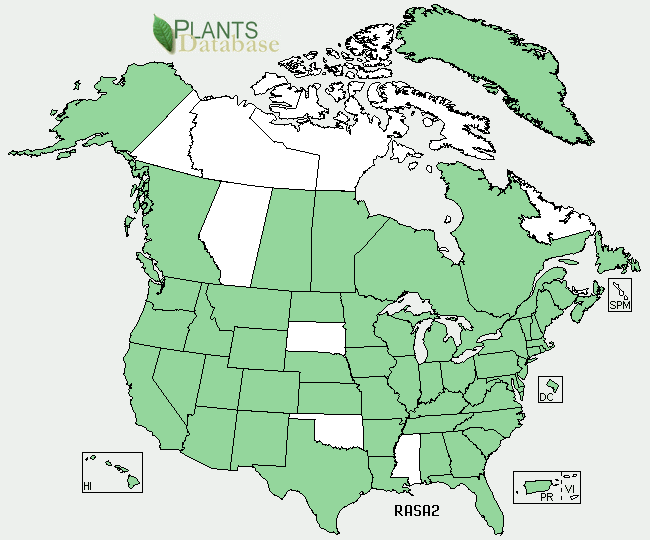 PLANTS
Database
SPM
DC
HI
PR
VI
RASA2